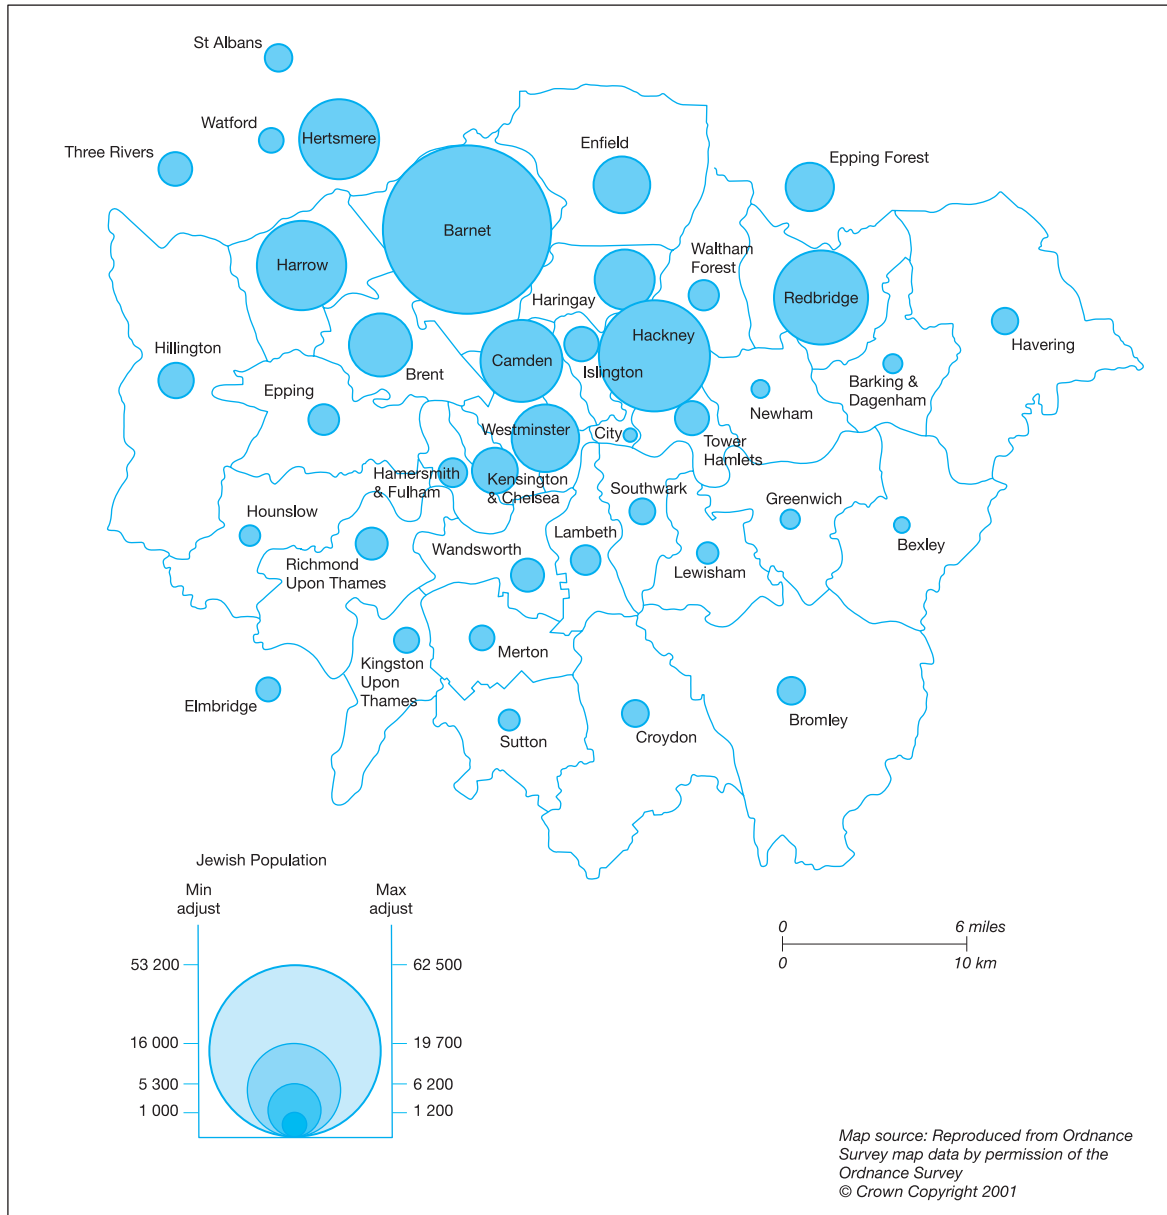 St Albans
Watford
Hertsmere
Three Rivers
Enfield
Epping Forest
Barnet
Harrow
Waltham
Forest
Haringay
Redbridge
Hackney
Havering
Hillington
Camden
Islington
Brent
Epping
Barking &
Dagenham
Newham
Westminster
City
Tower
Hamlets
Hamersmith
& Fulham
Kensington
& Chelsea
Southwark
Greenwich
Hounslow
Lambeth
Bexley
Wandsworth
Richmond
Upon Thames
Lewisham
Merton
Kingston
Upon
Thames
Elmbridge
Sutton
Croydon
Bromley
Jewish Population
Min
adjust
Max
adjust
53 200
62 500
16 000
19 700
5 300
6 200
1 000
1 200
0
6 miles
0
10 km
Map source: Reproduced from Ordnance
Survey map data by permission of the
Ordnance Survey
© Crown Copyright 2001